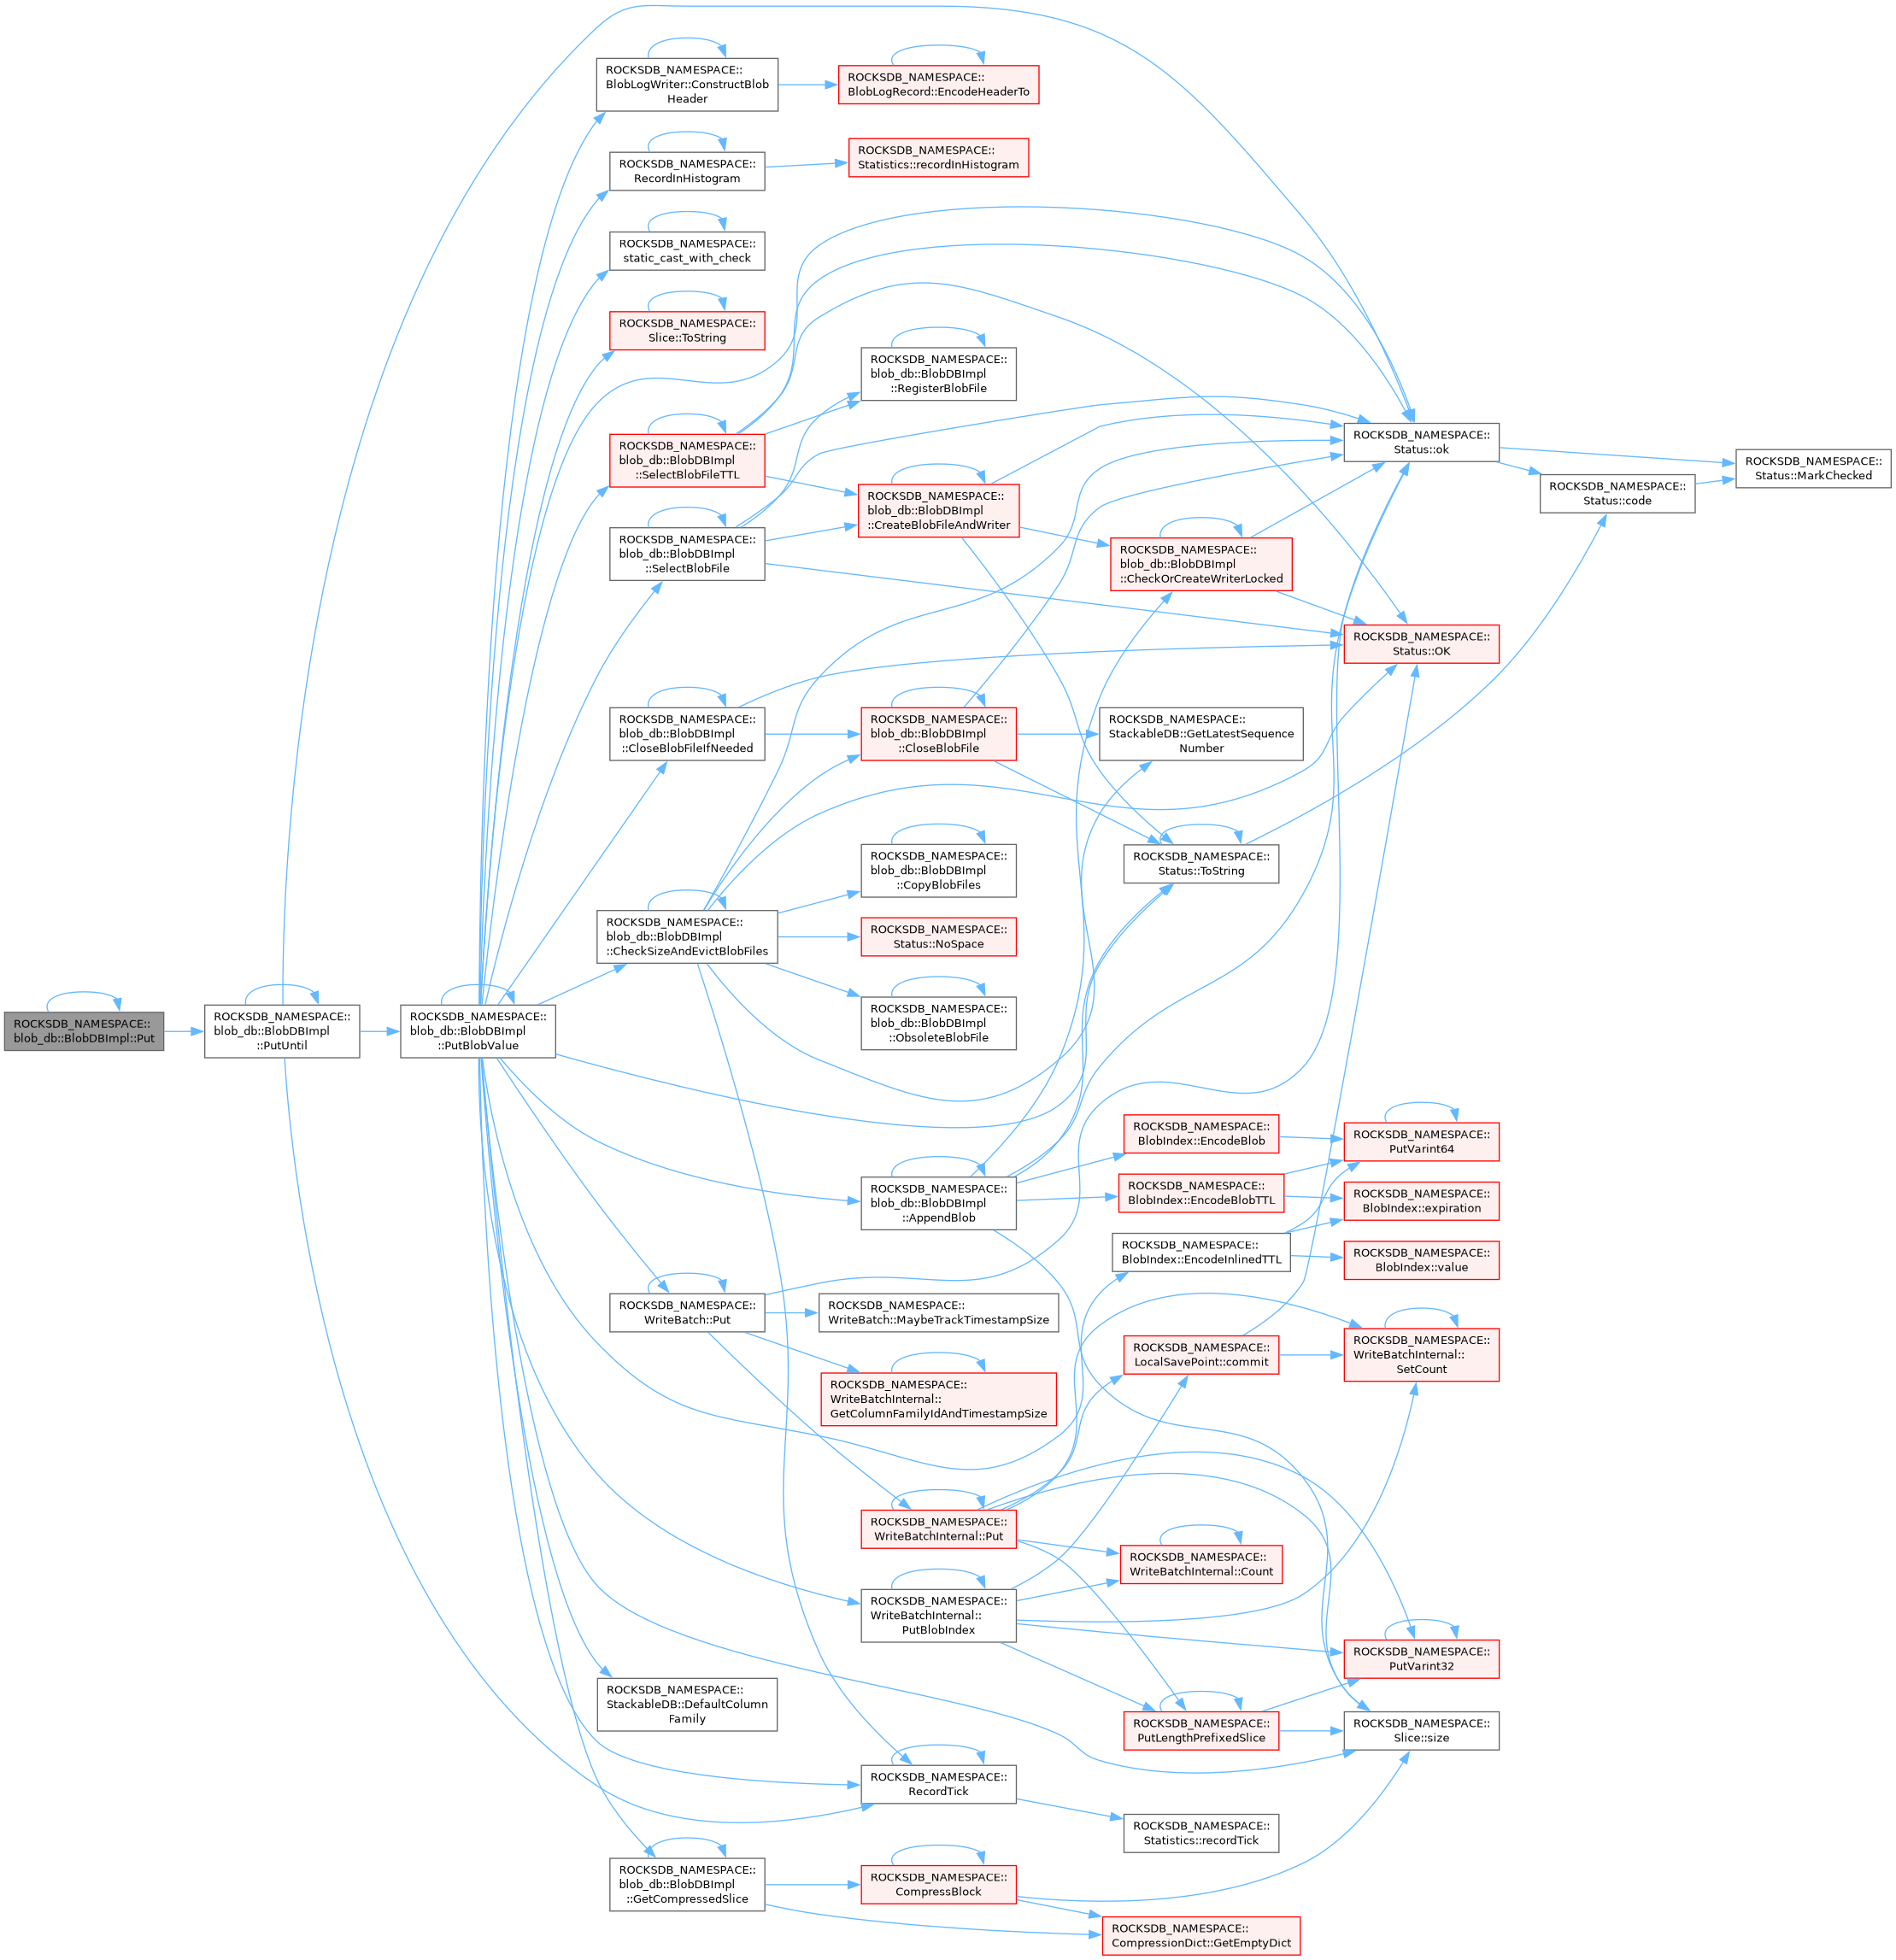 ROCKSDB_NAMESPACE::
blob_db::BlobDBImpl::Put
ROCKSDB_NAMESPACE::
blob_db::BlobDBImpl
::PutUntil
ROCKSDB_NAMESPACE::
blob_db::BlobDBImpl
::PutBlobValue
ROCKSDB_NAMESPACE::
BlobLogWriter::ConstructBlob
Header
ROCKSDB_NAMESPACE::
RecordInHistogram
ROCKSDB_NAMESPACE::
static_cast_with_check
ROCKSDB_NAMESPACE::
Slice::ToString
ROCKSDB_NAMESPACE::
blob_db::BlobDBImpl
::SelectBlobFileTTL
ROCKSDB_NAMESPACE::
blob_db::BlobDBImpl
::SelectBlobFile
ROCKSDB_NAMESPACE::
blob_db::BlobDBImpl
::CloseBlobFileIfNeeded
ROCKSDB_NAMESPACE::
blob_db::BlobDBImpl
::CheckSizeAndEvictBlobFiles
ROCKSDB_NAMESPACE::
WriteBatch::Put
ROCKSDB_NAMESPACE::
StackableDB::DefaultColumn
Family
ROCKSDB_NAMESPACE::
blob_db::BlobDBImpl
::GetCompressedSlice
ROCKSDB_NAMESPACE::
BlobLogRecord::EncodeHeaderTo
ROCKSDB_NAMESPACE::
Statistics::recordInHistogram
ROCKSDB_NAMESPACE::
blob_db::BlobDBImpl
::RegisterBlobFile
ROCKSDB_NAMESPACE::
blob_db::BlobDBImpl
::CreateBlobFileAndWriter
ROCKSDB_NAMESPACE::
blob_db::BlobDBImpl
::CloseBlobFile
ROCKSDB_NAMESPACE::
blob_db::BlobDBImpl
::CopyBlobFiles
ROCKSDB_NAMESPACE::
Status::NoSpace
ROCKSDB_NAMESPACE::
blob_db::BlobDBImpl
::ObsoleteBlobFile
ROCKSDB_NAMESPACE::
blob_db::BlobDBImpl
::AppendBlob
ROCKSDB_NAMESPACE::
WriteBatch::MaybeTrackTimestampSize
ROCKSDB_NAMESPACE::
WriteBatchInternal::
GetColumnFamilyIdAndTimestampSize
ROCKSDB_NAMESPACE::
WriteBatchInternal::Put
ROCKSDB_NAMESPACE::
WriteBatchInternal::
PutBlobIndex
ROCKSDB_NAMESPACE::
RecordTick
ROCKSDB_NAMESPACE::
CompressBlock
ROCKSDB_NAMESPACE::
blob_db::BlobDBImpl
::CheckOrCreateWriterLocked
ROCKSDB_NAMESPACE::
StackableDB::GetLatestSequence
Number
ROCKSDB_NAMESPACE::
Status::ToString
ROCKSDB_NAMESPACE::
BlobIndex::EncodeBlob
ROCKSDB_NAMESPACE::
BlobIndex::EncodeBlobTTL
ROCKSDB_NAMESPACE::
BlobIndex::EncodeInlinedTTL
ROCKSDB_NAMESPACE::
LocalSavePoint::commit
ROCKSDB_NAMESPACE::
WriteBatchInternal::Count
ROCKSDB_NAMESPACE::
PutLengthPrefixedSlice
ROCKSDB_NAMESPACE::
Statistics::recordTick
ROCKSDB_NAMESPACE::
CompressionDict::GetEmptyDict
ROCKSDB_NAMESPACE::
Status::ok
ROCKSDB_NAMESPACE::
Status::OK
ROCKSDB_NAMESPACE::
PutVarint64
ROCKSDB_NAMESPACE::
BlobIndex::expiration
ROCKSDB_NAMESPACE::
BlobIndex::value
ROCKSDB_NAMESPACE::
WriteBatchInternal::
SetCount
ROCKSDB_NAMESPACE::
PutVarint32
ROCKSDB_NAMESPACE::
Slice::size
ROCKSDB_NAMESPACE::
Status::code
ROCKSDB_NAMESPACE::
Status::MarkChecked